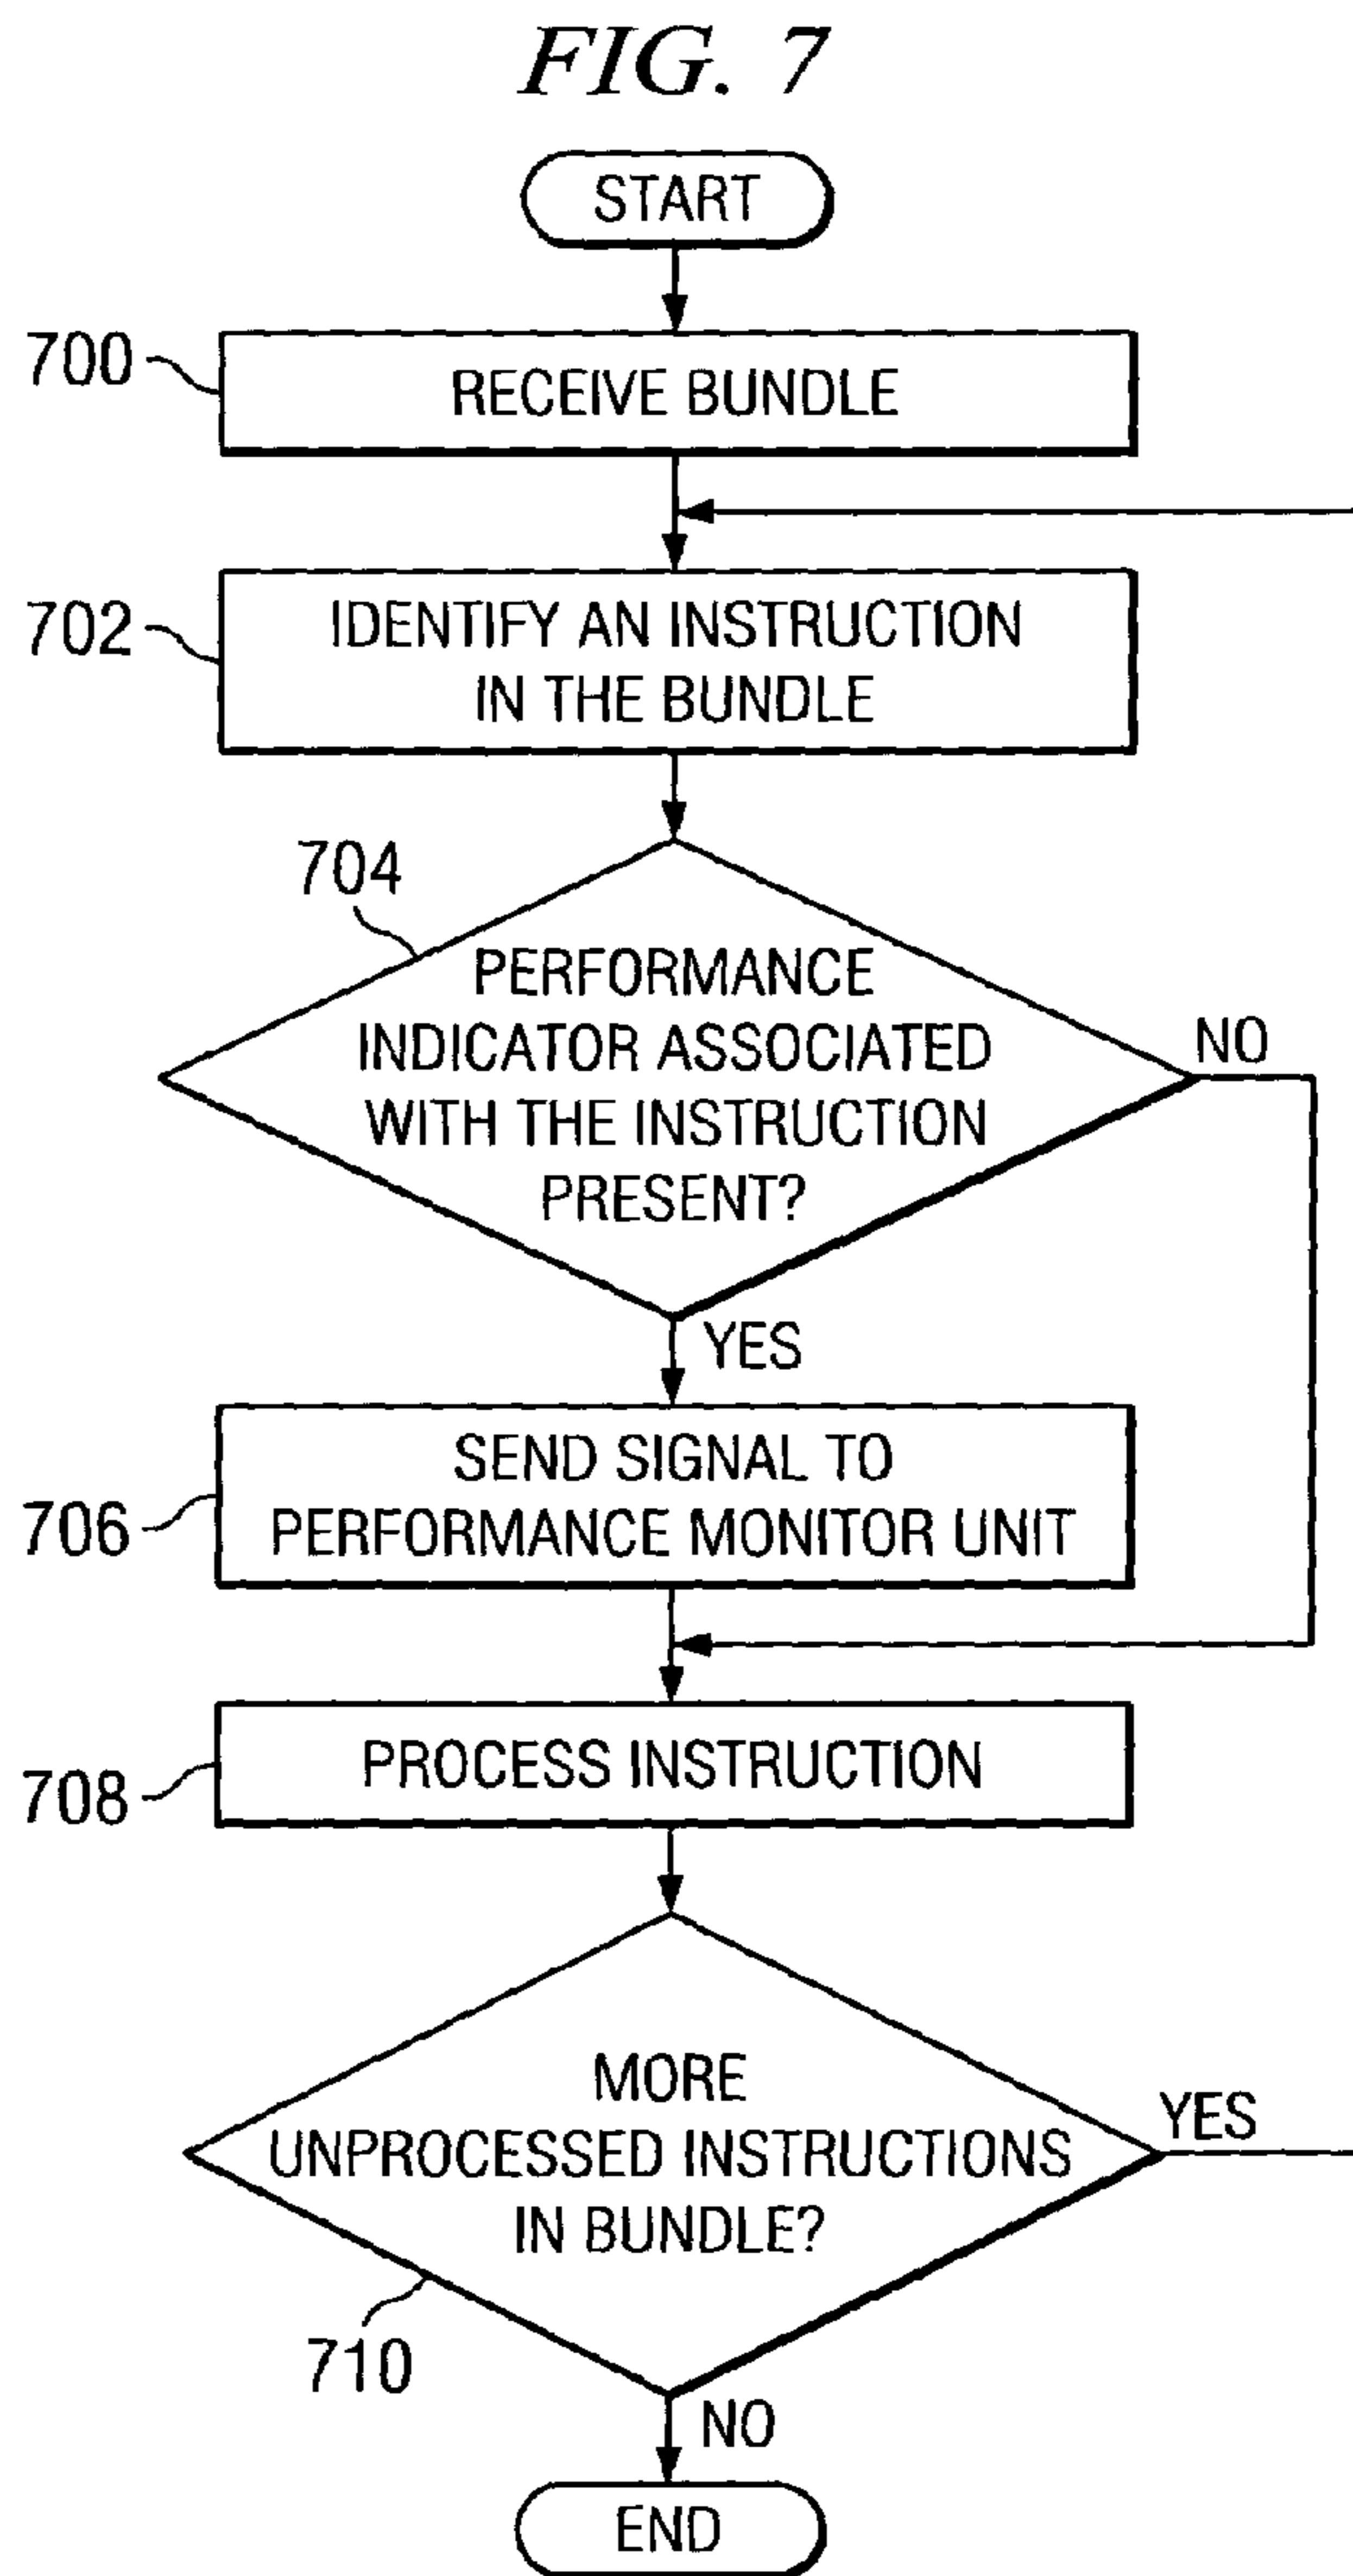 FIG. 7
START
700
RECEIVE BUNDLE
702
IDENTIFY AN INSTRUCTION
IN THE BUNDLE
704
PERFORMANCE
INDICATOR ASSOCIATED
WITH THE INSTRUCTION
PRESENT?
NO
YES
706
SEND SIGNAL TO
PERFORMANCE MONITOR UNIT
708
PROCESS INSTRUCTION
MORE
UNPROCESSED INSTRUCTIONS
IN BUNDLE?
YES
710
NO
END